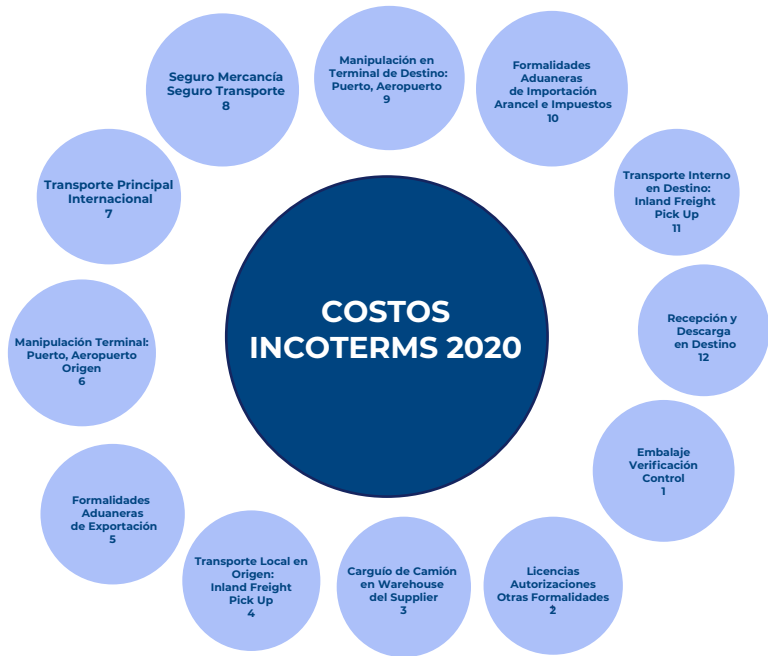 COSTOS
INCOTERMS 2020
Embalaje
Verificación
Control
1
Licencias
Autorizaciones
Otras Formalidades
2
Carguío de Camión
en Warehouse
del Supplier
3
Transporte Local en
Origen:
Inland Freight
Pick Up
4
Formalidades
Aduaneras
de Exportación
5
Manipulación Terminal:
Puerto, Aeropuerto
Origen
6
Transporte Principal
Internacional
7
Seguro Mercancía
Seguro Transporte
8
Manipulación en
Terminal de Destino:
Puerto, Aeropuerto
9
Formalidades
Aduaneras
de Importación
Arancel e Impuestos
10
Transporte Interno
en Destino:
Inland Freight
Pick Up
11
Recepción y
Descarga
en Destino
12